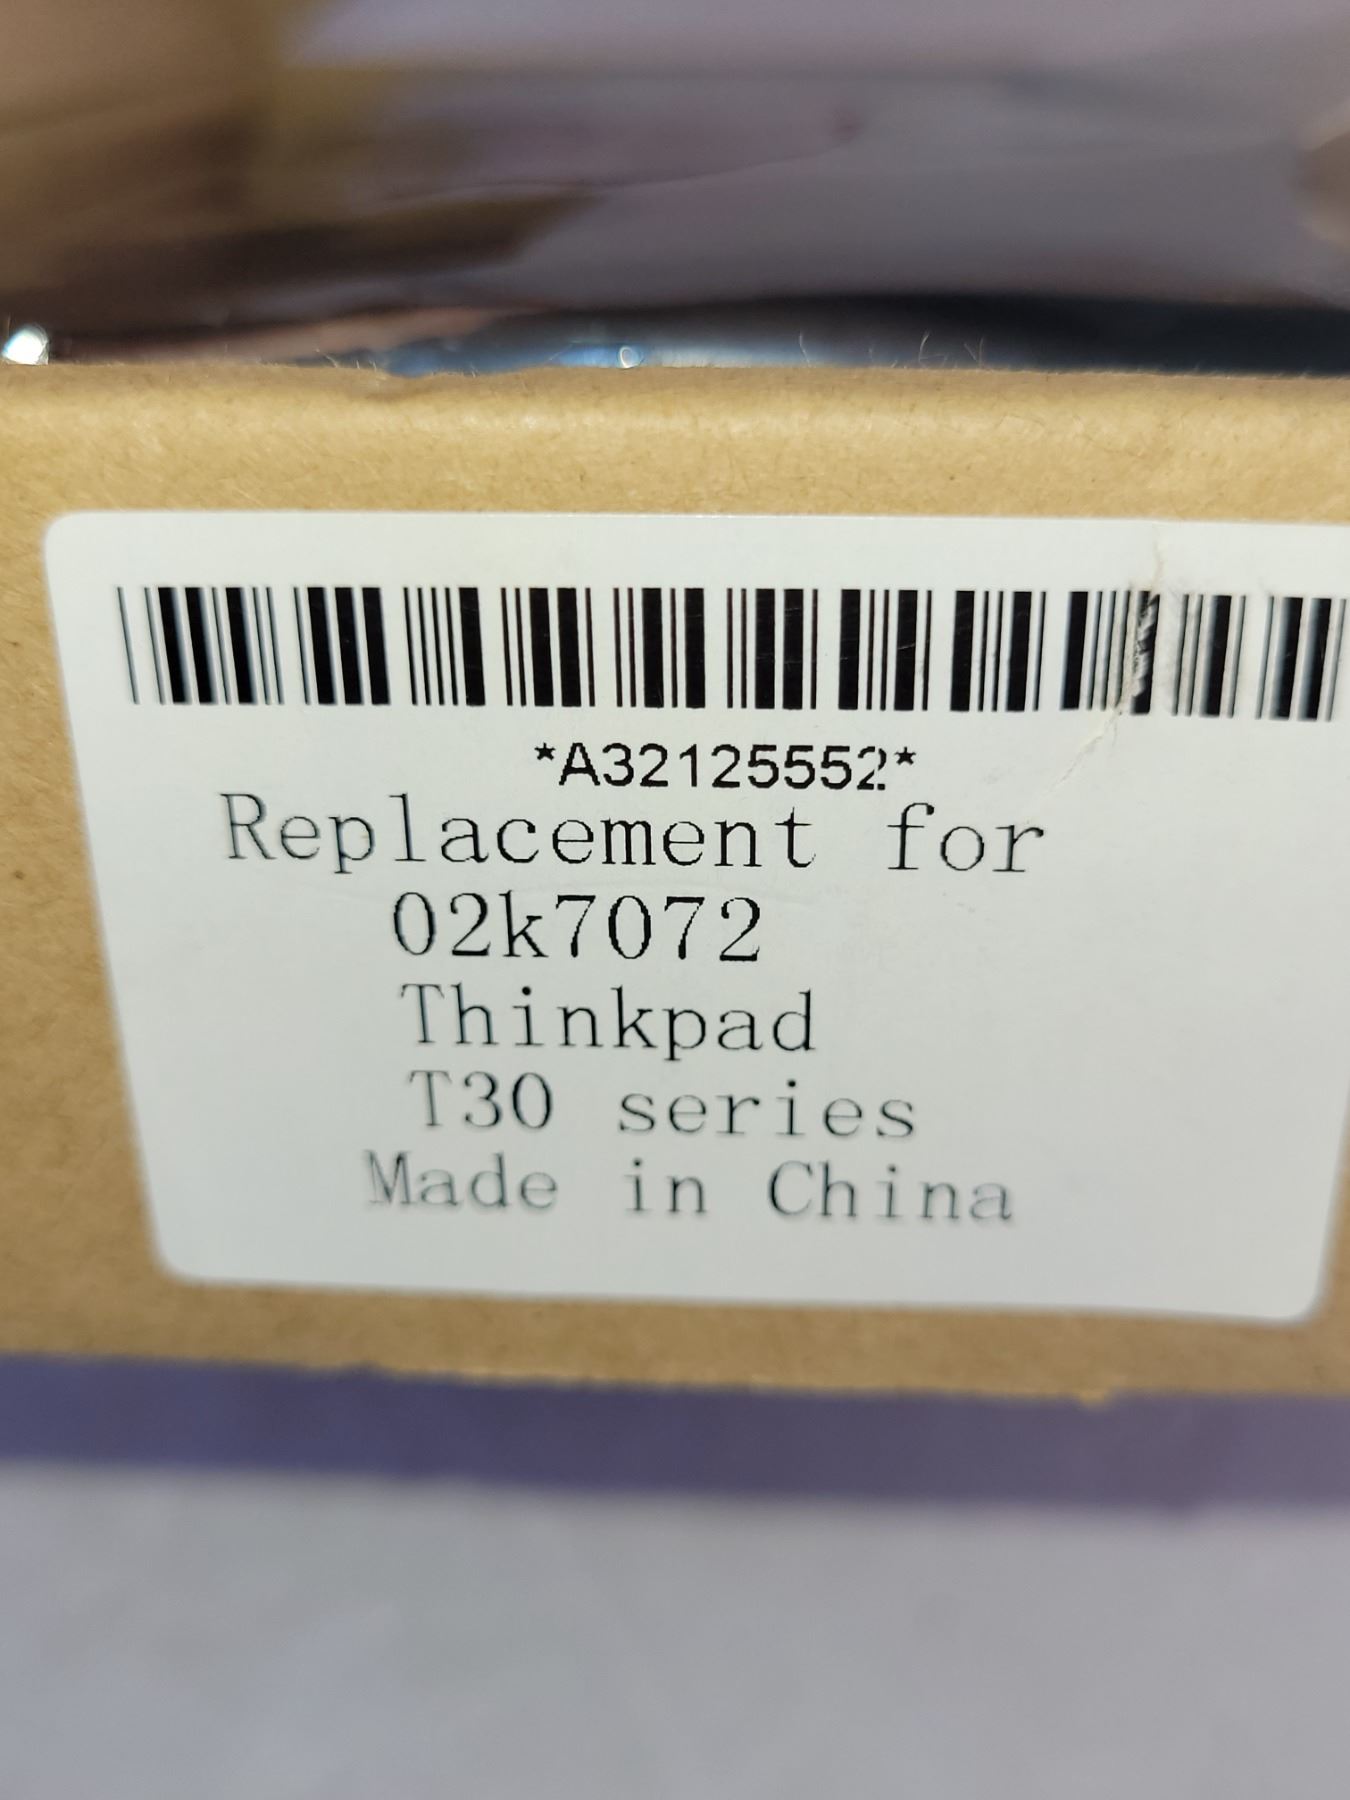 *A32125552*
Replacement for
02k7072
Thinkpad
T30 series
Made in China